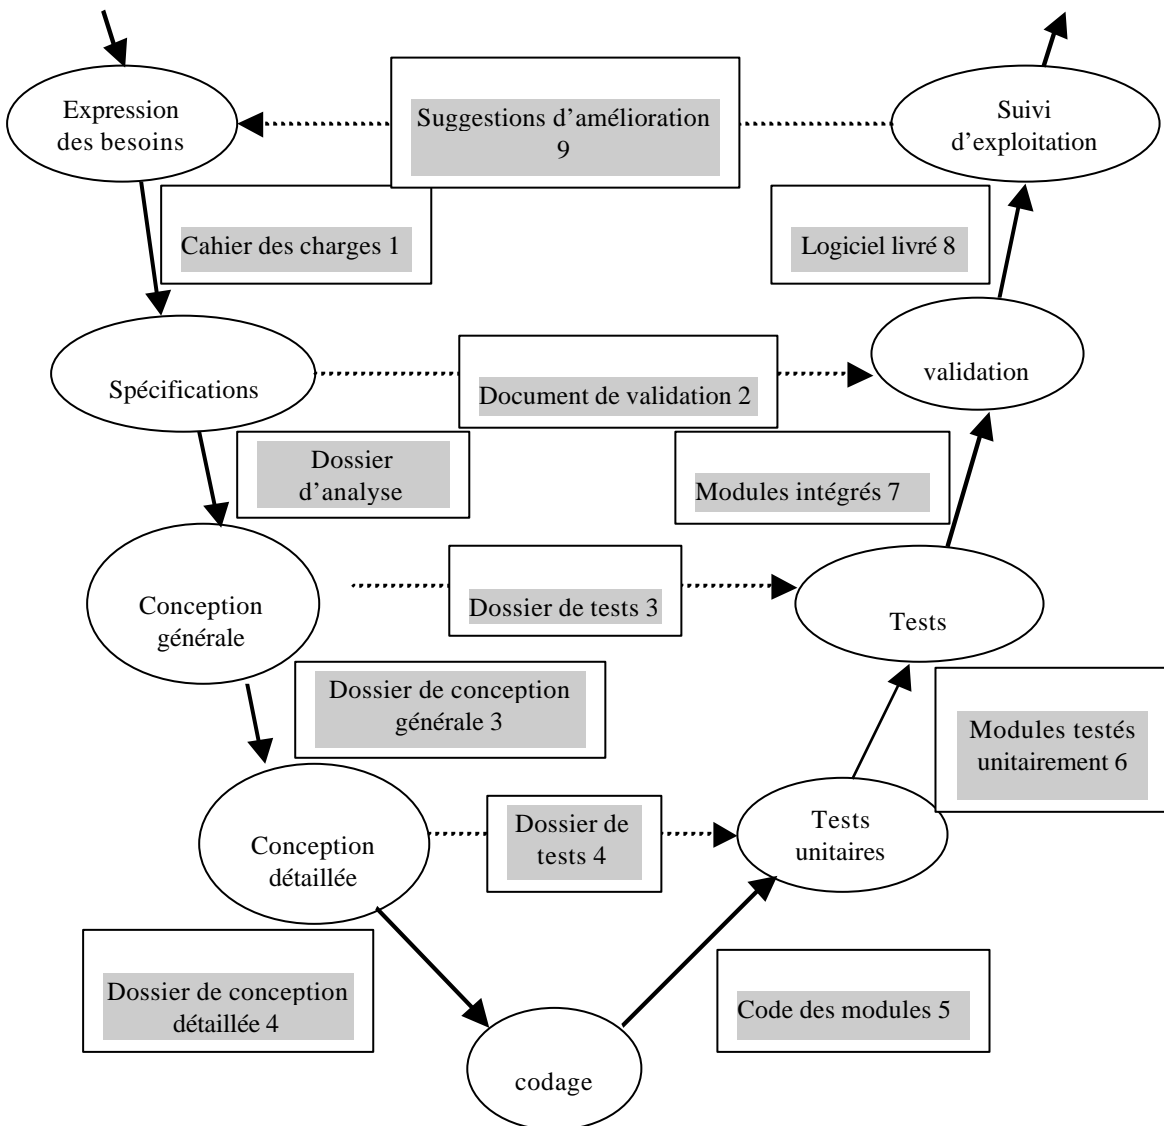 Expression
des besoins
Suggestions d’amélioration
9
Suivi
d’exploitation
Cahier des charges 1
Logiciel livré 8
Spécifications
Document de validation 2
validation
Dossier
d’analyse
Modules intégrés 7
Conception
générale
Dossier de tests 3
Tests
Dossier de conception
générale 3
Modules testés
unitairement 6
Conception
détaillée
Dossier de
tests 4
Tests
unitaires
Dossier de conception
détaillée 4
Code des modules 5
codage